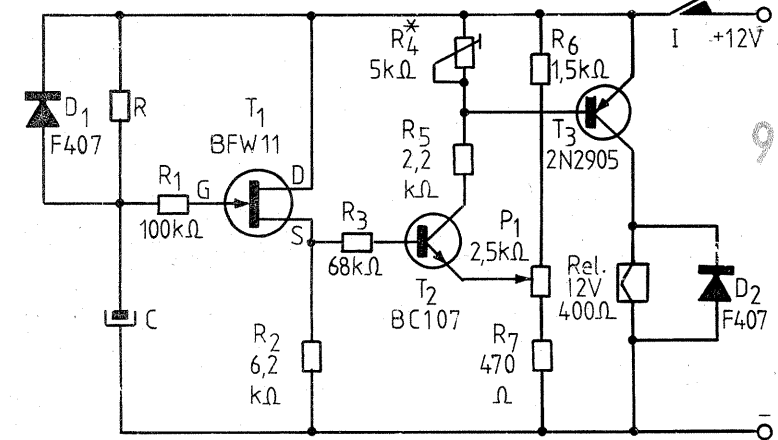 R4*
5kΩ
R6
1,5kΩ
I
+12V
D1
F407
R
T1
BFW11
R5
2,2
kΩ
T3
2N2905
9
R1
100kΩ
G
D
S
R3
68kΩ
P1
2,5kΩ
T2
BC107
Rel.
12V
400Ω
D2
F407
C
R2
6,2
kΩ
R7
470
Ω
−